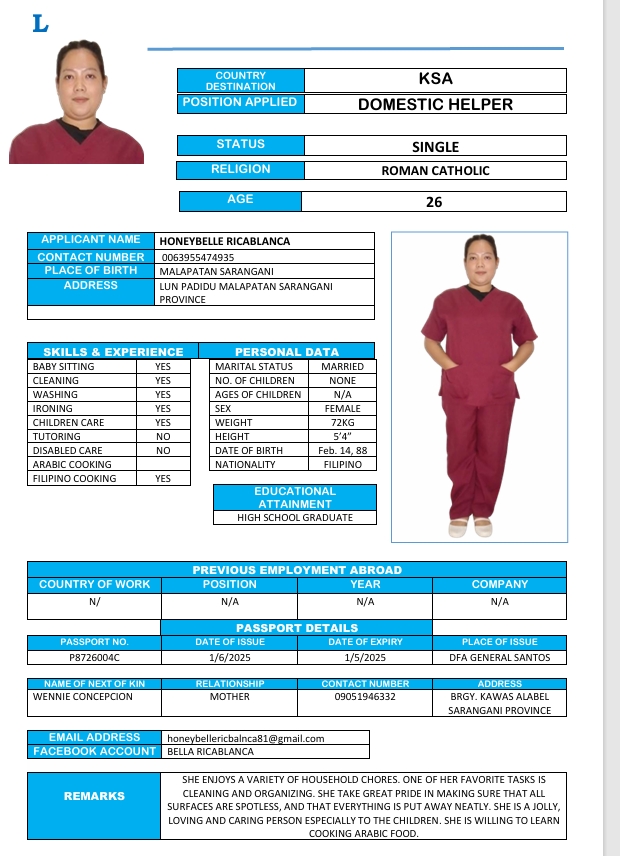 L
COUNTRY DESTINATION KSA
POSITION APPLIED DOMESTIC HELPER
STATUS SINGLE
RELIGION ROMAN CATHOLIC
AGE 26
APPLICANT NAME HONEYBELLE RICABLANCA
CONTACT NUMBER 0063955474935
PLACE OF BIRTH MALAPATAN SARANGANI
ADDRESS LUN PADIDU MALAPATAN SARANGANI
PROVINCE
SKILLS & EXPERIENCE PERSONAL DATA
BABY SITTING YES MARITAL STATUS MARRIED
CLEANING YES NO. OF CHILDREN NONE
WASHING YES AGES OF CHILDREN N/A
IRONING YES SEX FEMALE
CHILDREN CARE YES WEIGHT 72KG
TUTORING NO HEIGHT 5’4”
DISABLED CARE NO DATE OF BIRTH Feb. 14, 88
ARABIC COOKING NATIONALITY FILIPINO
FILIPINO COOKING YES
EDUCATIONAL
ATTAINMENT
HIGH SCHOOL GRADUATE
PREVIOUS EMPLOYMENT ABROAD
COUNTRY OF WORK POSITION YEAR COMPANY
N/ N/A N/A N/A
PASSPORT DETAILS
PASSPORT NO. DATE OF ISSUE DATE OF EXPIRY PLACE OF ISSUE
P8726004C 1/6/2025 1/5/2025 DFA GENERAL SANTOS
NAME OF NEXT OF KIN RELATIONSHIP CONTACT NUMBER ADDRESS
WENNIE CONCEPCION MOTHER 09051946332 BRGY. KAWAS ALABEL
SARANGANI PROVINCE
EMAIL ADDRESS honeybellericbalnca81@gmail.com
FACEBOOK ACCOUNT BELLA RICABLANCA
REMARKS
SHE ENJOYS A VARIETY OF HOUSEHOLD CHORES. ONE OF HER FAVORITE TASKS IS
CLEANING AND ORGANIZING. SHE TAKE GREAT PRIDE IN MAKING SURE THAT ALL
SURFACES ARE SPOTLESS, AND THAT EVERYTHING IS PUT AWAY NEATLY. SHE IS A JOLLY,
LOVING AND CARING PERSON ESPECIALLY TO THE CHILDREN. SHE IS WILLING TO LEARN
COOKING ARABIC FOOD.